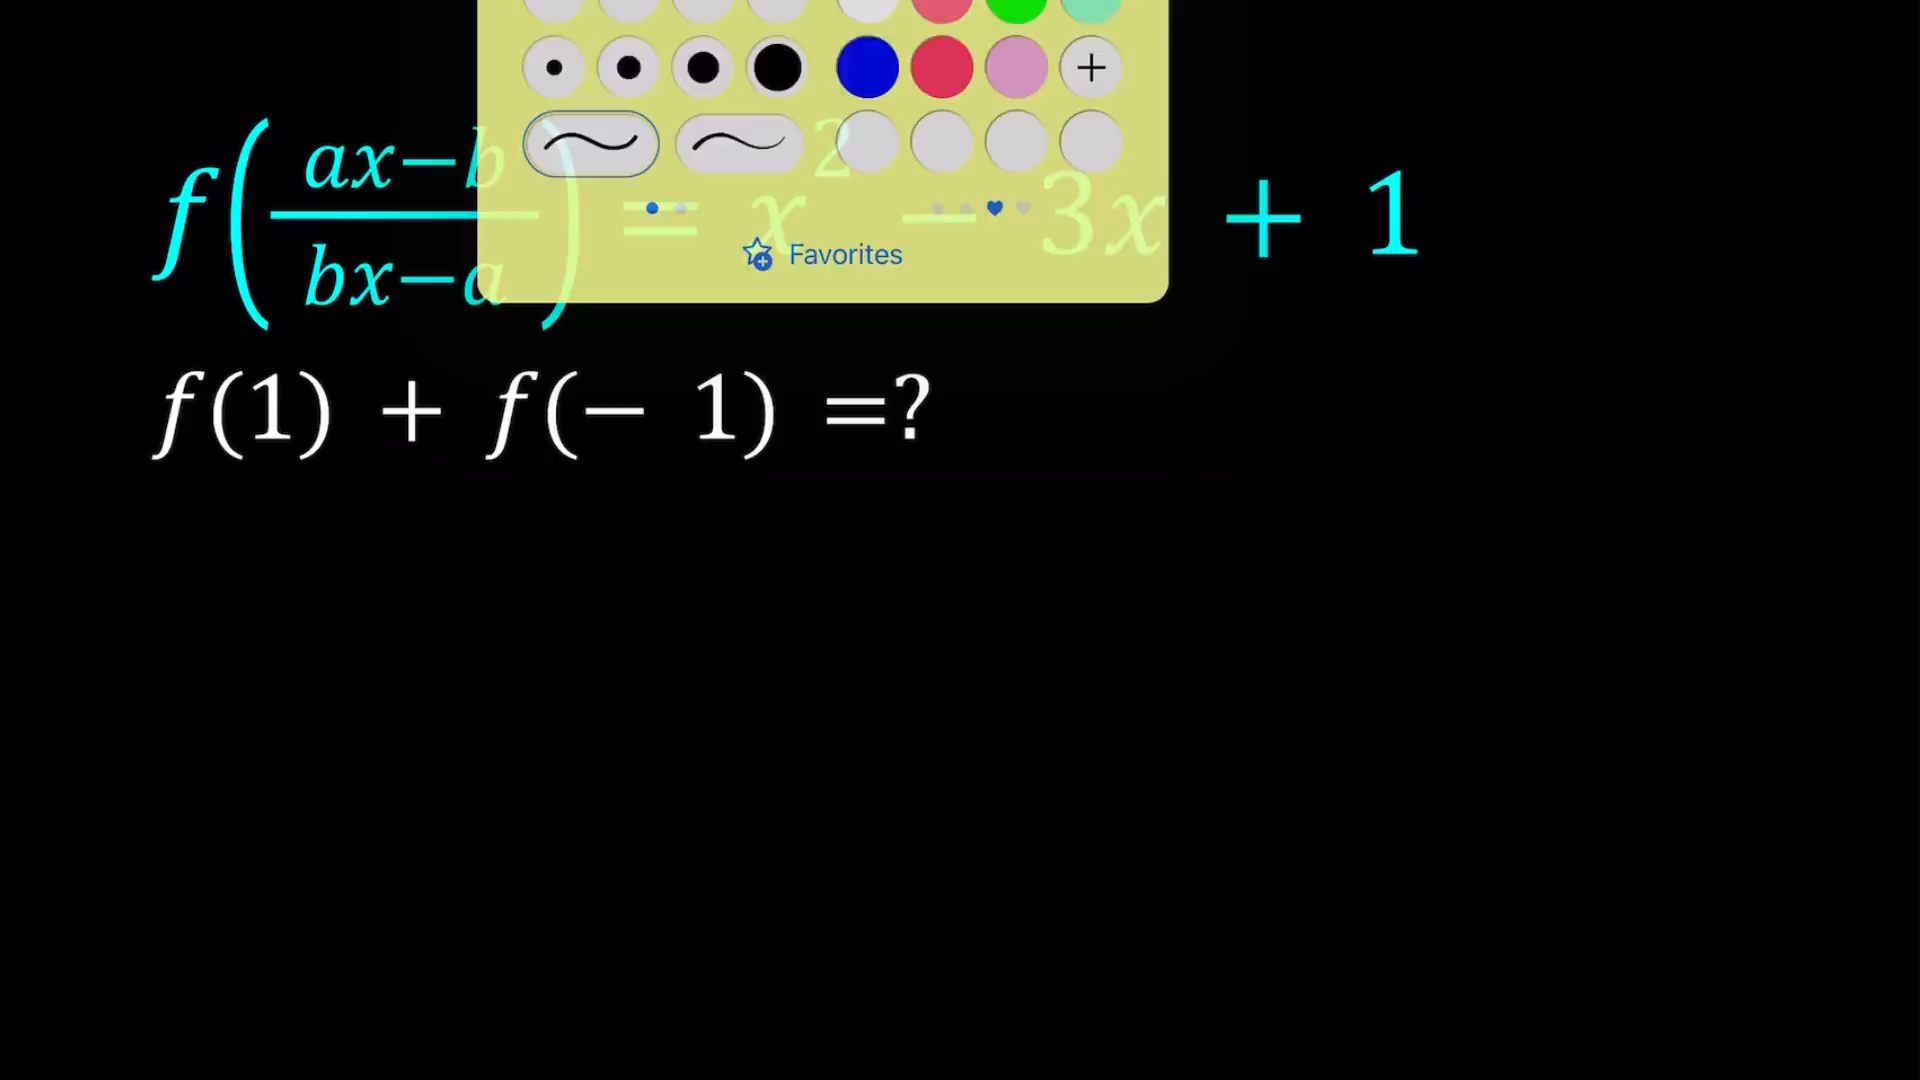 f(ax−b/bx−a) = x² − 3x + 1
Favorites
f(1) + f(− 1) =?